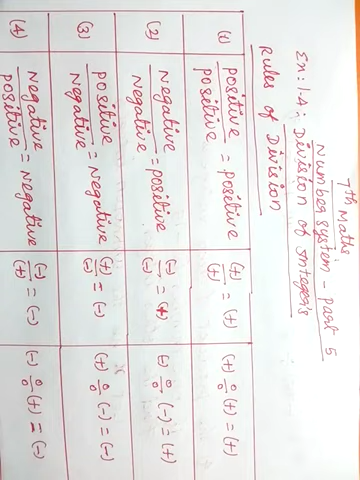 7th Maths
Number system - part 5
Ex: 1.4: Division of Integers
Rules of Division
(1) positive/positive = positive (+)/(+) = (+) (+) ÷ (+) = (+)
(2) Negative/Negative = positive (-)/(-) = (+) (-) ÷ (-) = (+)
(3) positive/Negative = Negative (+)/(-) = (-) (+) ÷ (-) = (-)
(4) Negative/positive = Negative (-)/(+) = (-) (-) ÷ (+) = (-)